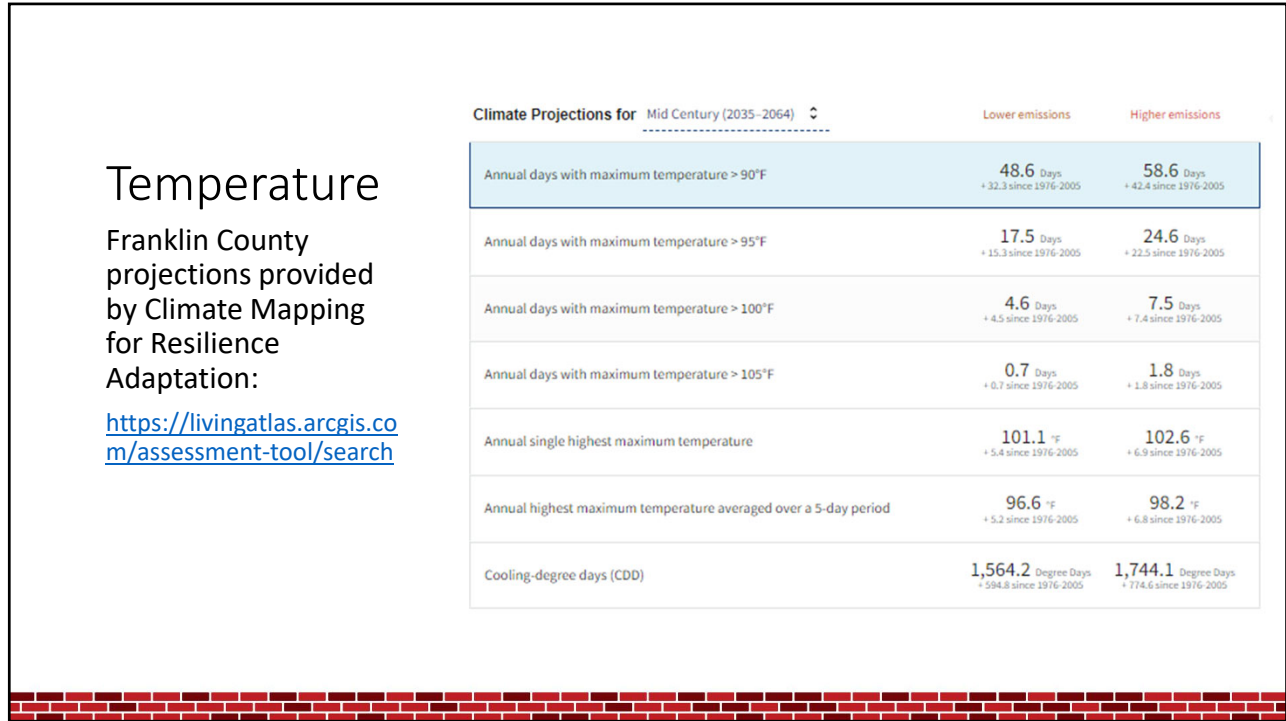 Temperature
Franklin County
projections provided
by Climate Mapping
for Resilience
Adaptation:
https://livingatlas.arcgis.co
m/assessment-tool/search
Climate Projections for Mid Century (2035–2064) Lower emissions Higher emissions
Annual days with maximum temperature > 90°F 48.6 Days 58.6 Days
+ 32.3 since 1976-2005 + 42.4 since 1976-2005
Annual days with maximum temperature > 95°F 17.5 Days 24.6 Days
+ 15.3 since 1976-2005 + 22.5 since 1976-2005
Annual days with maximum temperature > 100°F 4.6 Days 7.5 Days
+ 4.5 since 1976-2005 + 7.4 since 1976-2005
Annual days with maximum temperature > 105°F 0.7 Days 1.8 Days
+ 0.7 since 1976-2005 + 1.8 since 1976-2005
Annual single highest maximum temperature 101.1 °F 102.6 °F
+ 5.4 since 1976-2005 + 6.9 since 1976-2005
Annual highest maximum temperature averaged over a 5-day period 96.6 °F 98.2 °F
+ 5.2 since 1976-2005 + 6.8 since 1976-2005
Cooling-degree days (CDD) 1,564.2 Degree Days 1,744.1 Degree Days
+ 594.8 since 1976-2005 + 774.6 since 1976-2005